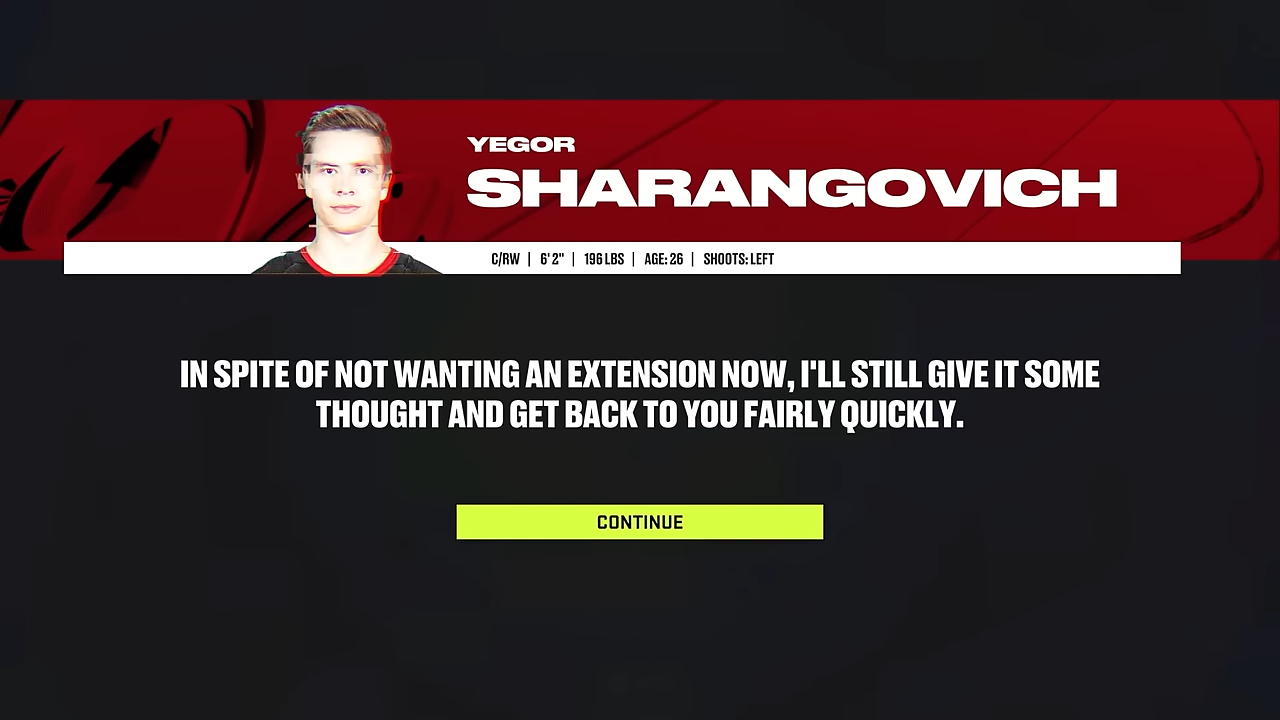 YEGOR
SHARANGOVICH
C/RW | 6' 2" | 196 LBS | AGE: 26 | SHOOTS: LEFT
IN SPITE OF NOT WANTING AN EXTENSION NOW, I'LL STILL GIVE IT SOME
THOUGHT AND GET BACK TO YOU FAIRLY QUICKLY.
CONTINUE